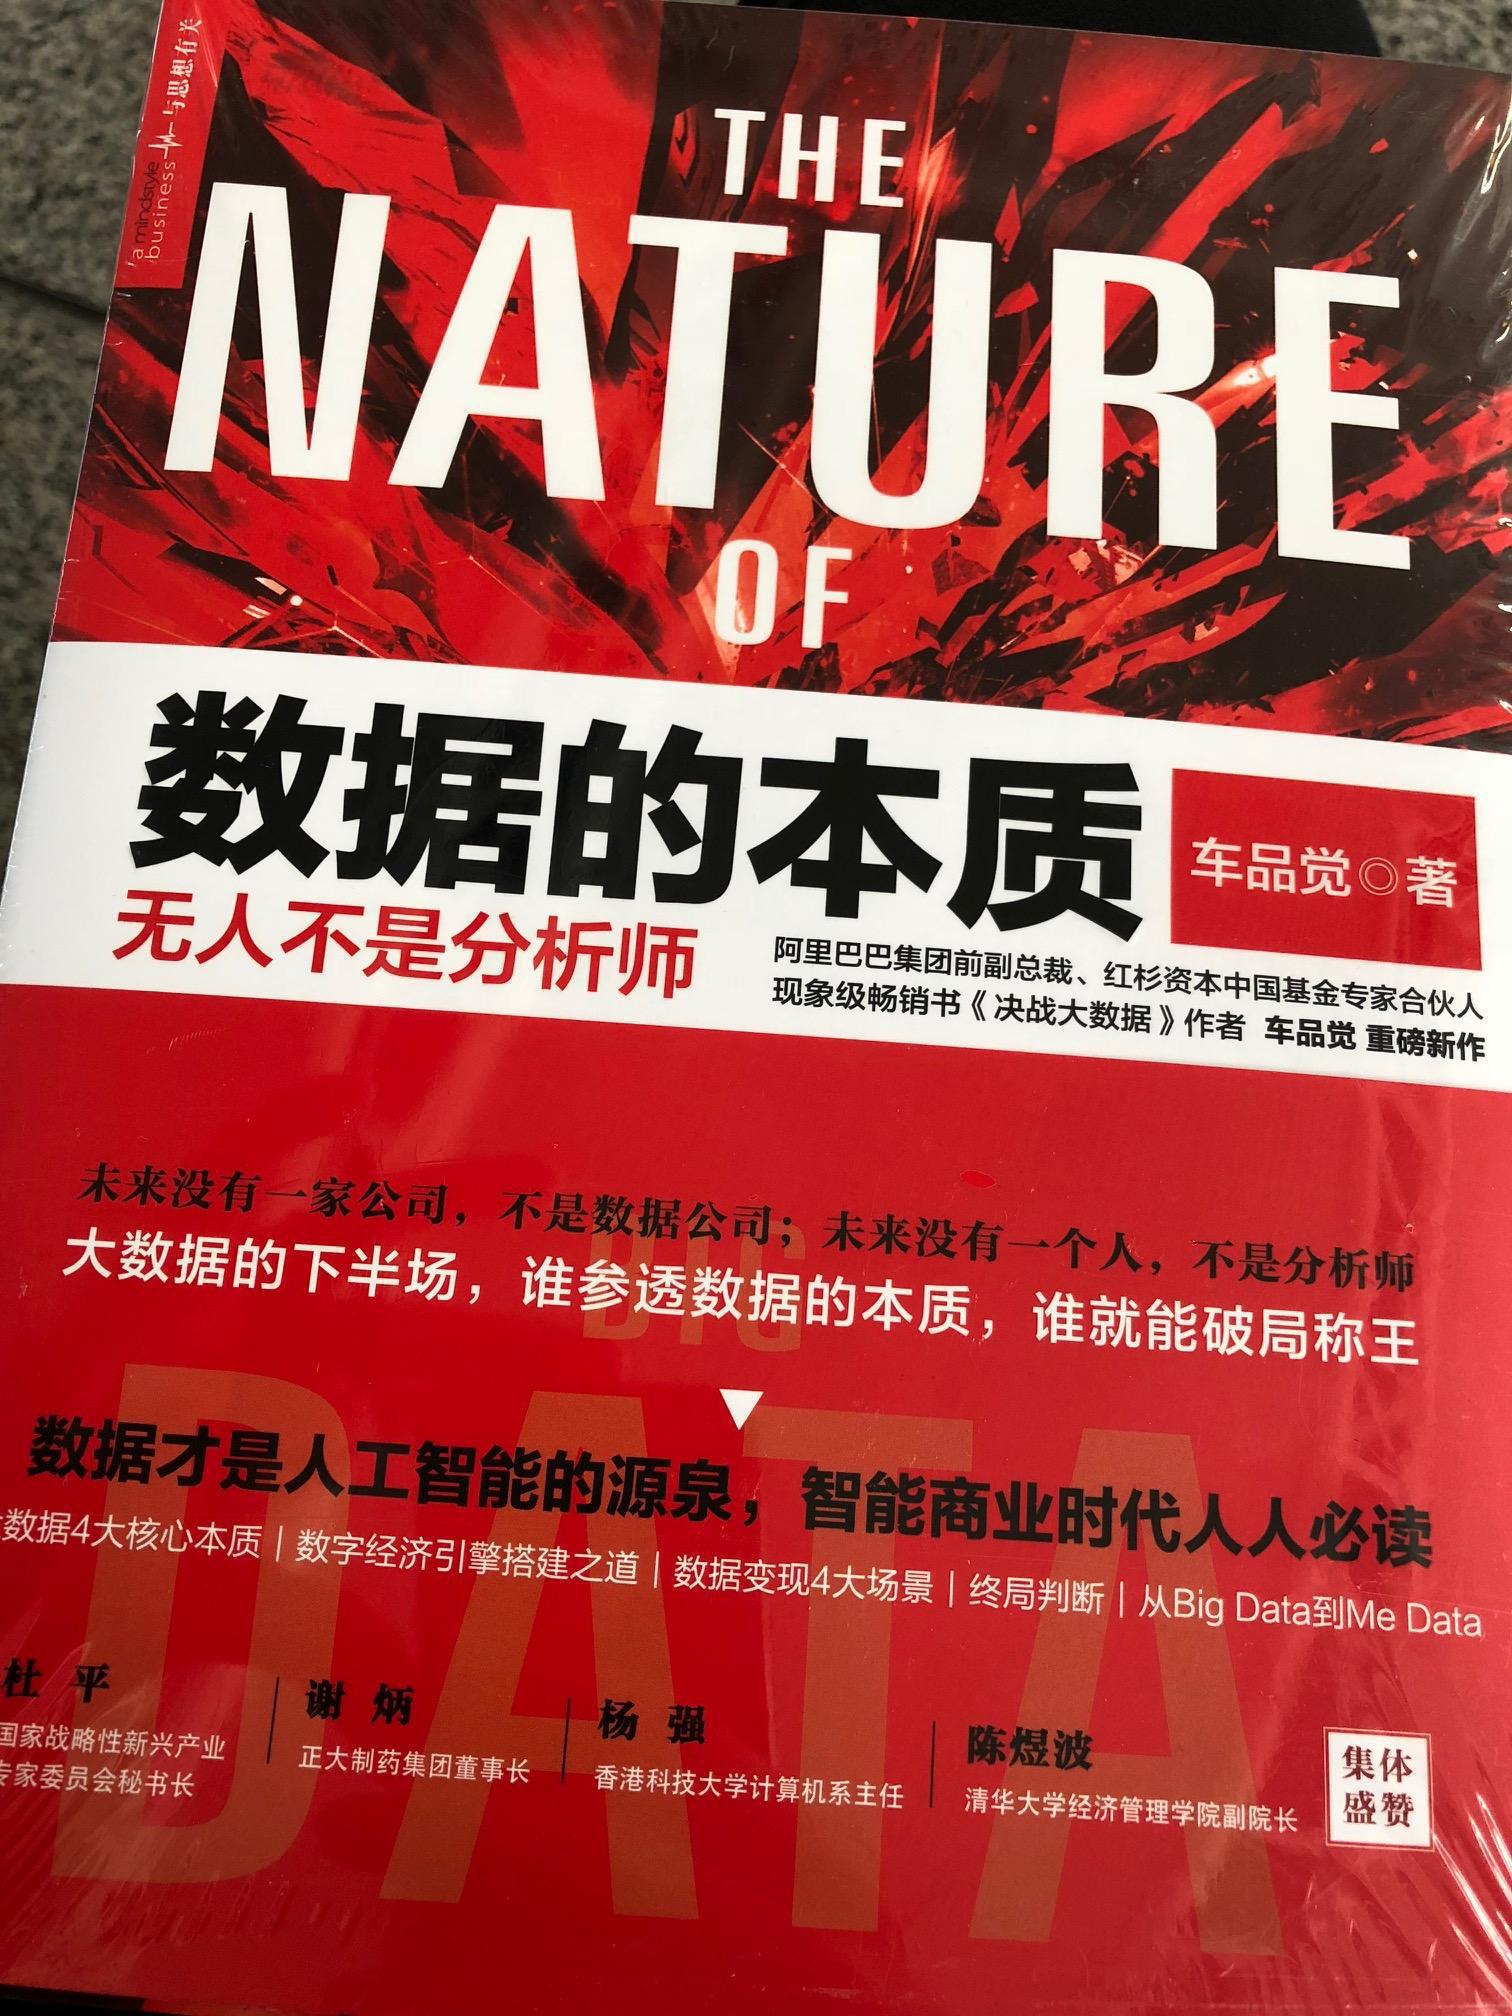 a mindstyle business 与思想有关
THE
NATURE
OF
数据的本质
车品觉◎著
无人不是分析师
阿里巴巴集团前副总裁、红杉资本中国基金专家合伙人
现象级畅销书《决战大数据》作者 车品觉 重磅新作
未来没有一家公司，不是数据公司；未来没有一个人，不是分析师
大数据的下半场，谁参透数据的本质，谁就能破局称王
BIG
DATA
数据才是人工智能的源泉，智能商业时代人人必读
数据4大核心本质｜数字经济引擎搭建之道｜数据变现4大场景｜终局判断｜从Big Data到Me Data
杜平
国家战略性新兴产业
专家委员会秘书长
谢炳
正大制药集团董事长
杨强
香港科技大学计算机系主任
陈煜波
清华大学经济管理学院副院长
集体
盛赞